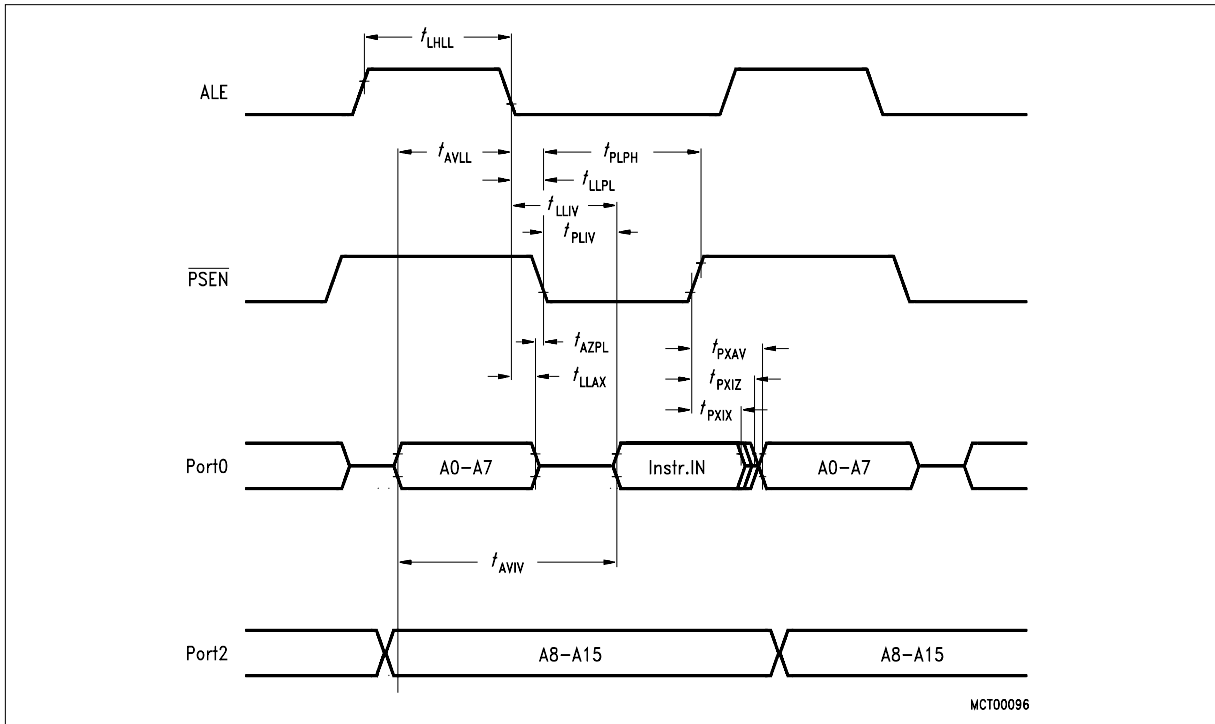 tLHLL
ALE
tAVLL
tPLPH
tLLPL
tLLIV
tPLIV
PSEN
tAZPL
tPXAV
tLLAX
tPXIZ
tPXIX
Port0
A0-A7
Instr.IN
A0-A7
tAVIV
Port2
A8-A15
A8-A15
MCT00096